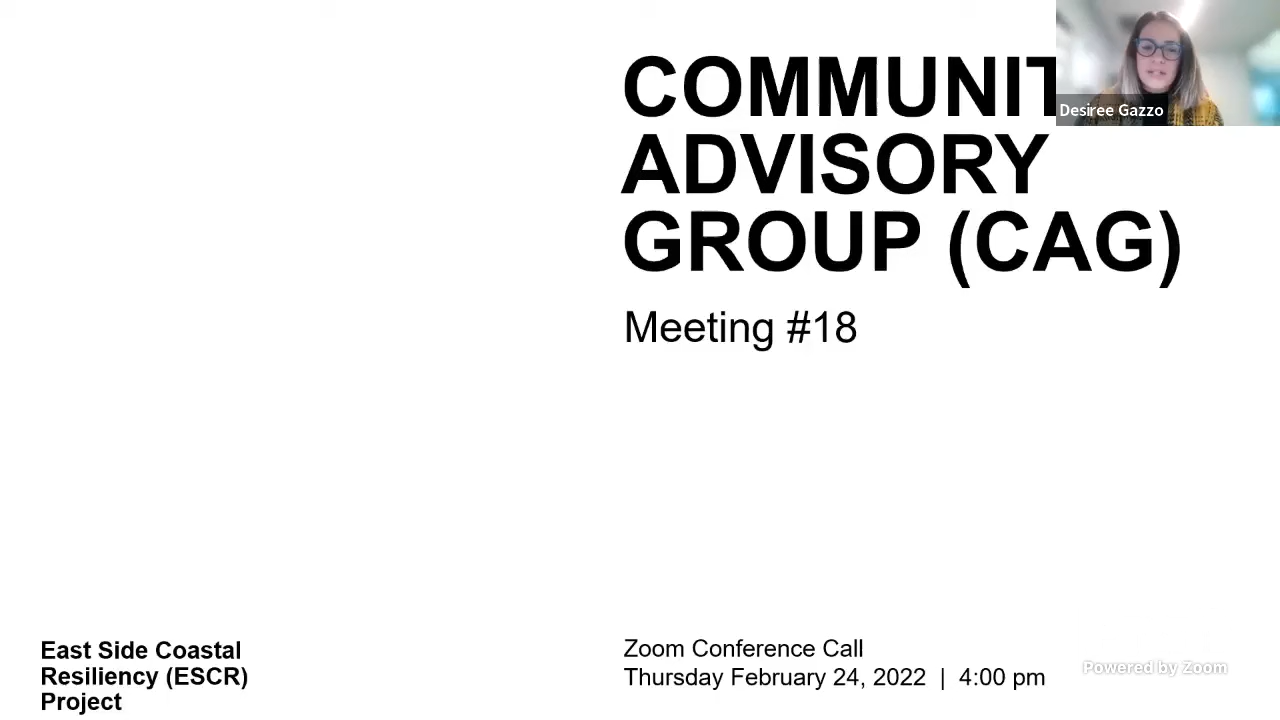 COMMUNIT
ADVISORY
GROUP (CAG)
Desiree Gazzo
Meeting #18
East Side Coastal
Resiliency (ESCR)
Project
Zoom Conference Call
Thursday February 24, 2022 | 4:00 pm
Powered by Zoom